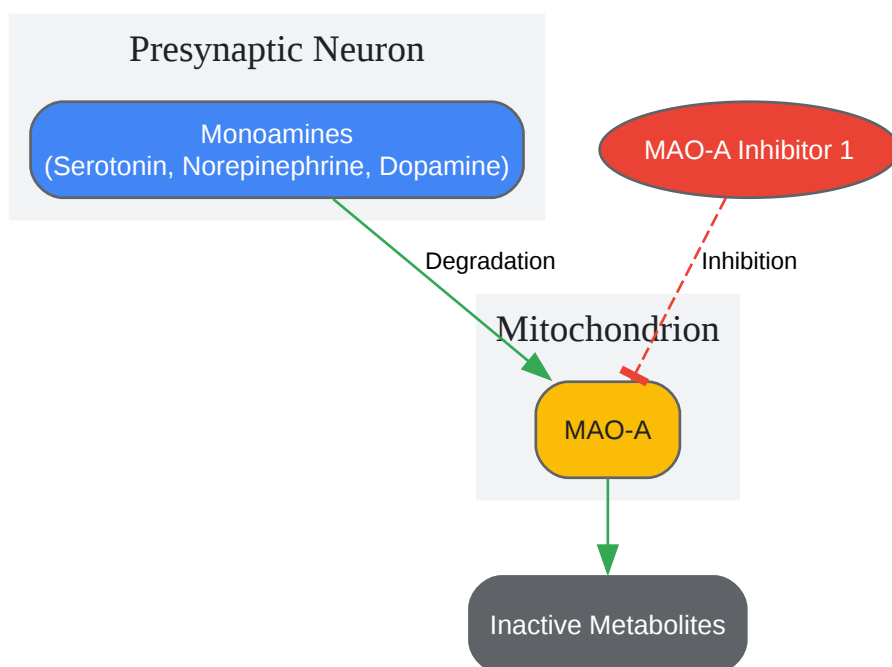 Presynaptic Neuron
Monoamines
(Serotonin, Norepinephrine, Dopamine)
MAO-A Inhibitor 1
Degradation
Inhibition
Mitochondrion
MAO-A
Inactive Metabolites